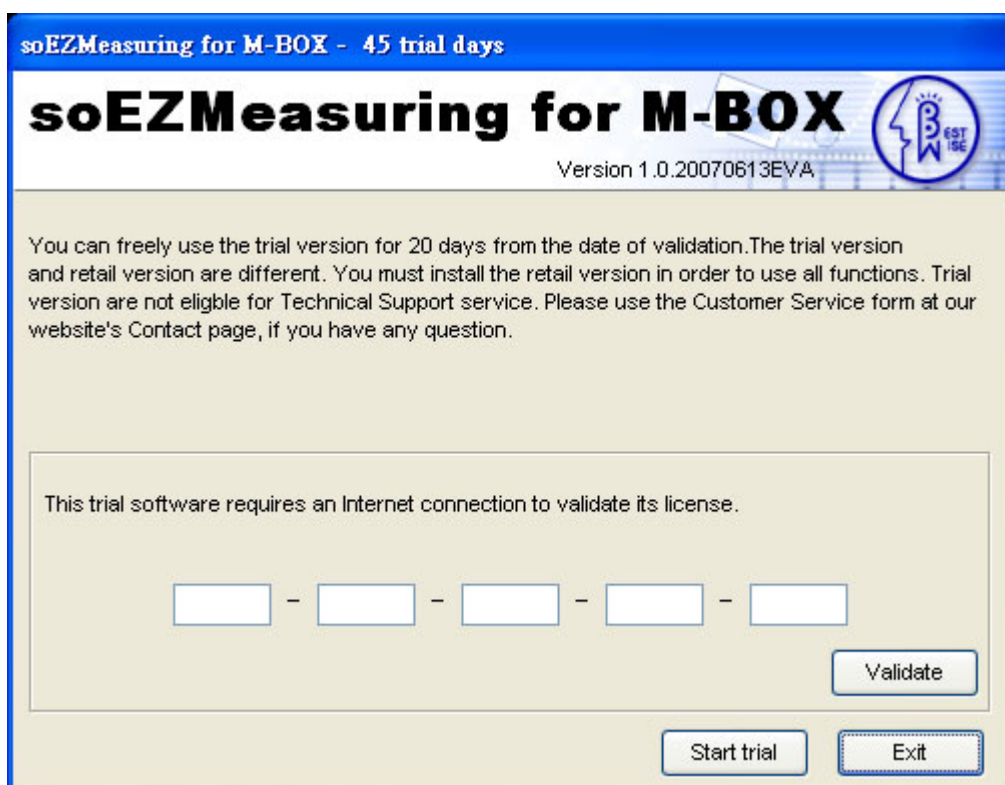 soEZMeasuring for M-BOX - 45 trial days
soEZMeasuring for M-BOX
BEST
WISE
Version 1.0.20070613EVA
You can freely use the trial version for 20 days from the date of validation.The trial version
and retail version are different. You must install the retail version in order to use all functions. Trial
version are not eligble for Technical Support service. Please use the Customer Service form at our
website's Contact page, if you have any question.
This trial software requires an Internet connection to validate its license.
– – – –
Validate
Start trial
Exit